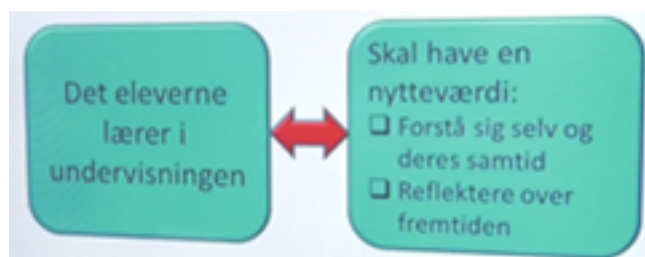 Det eleverne
lærer i
undervisningen
Skal have en
nytteværdi:
❑ Forstå sig selv og
deres samtid
❑ Reflektere over
fremtiden